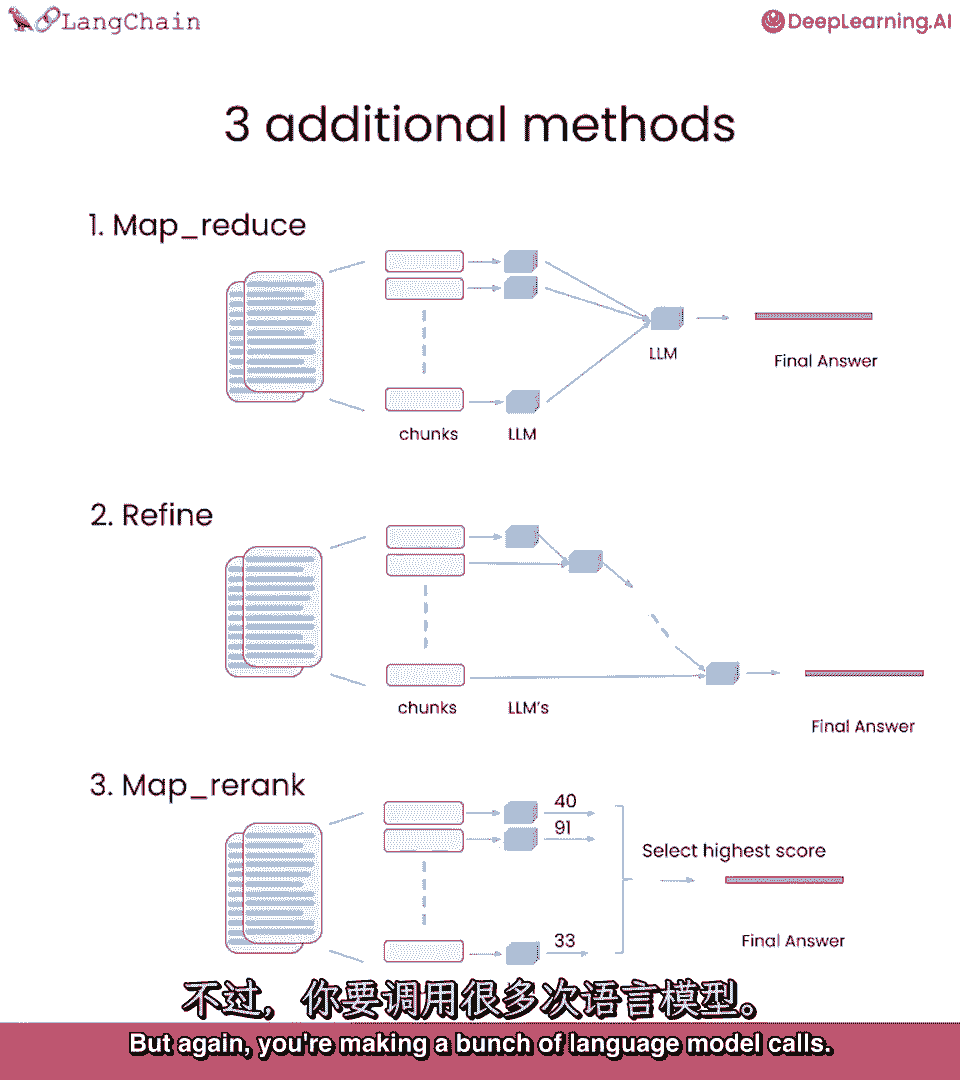 LangChain
DeepLearning.AI
3 additional methods
1. Map_reduce
LLM
Final Answer
chunks
LLM
2. Refine
chunks
LLM's
Final Answer
3. Map_rerank
40
91
Select highest score
33
Final Answer
不过，你要调用很多次语言模型。
But again, you're making a bunch of language model calls.